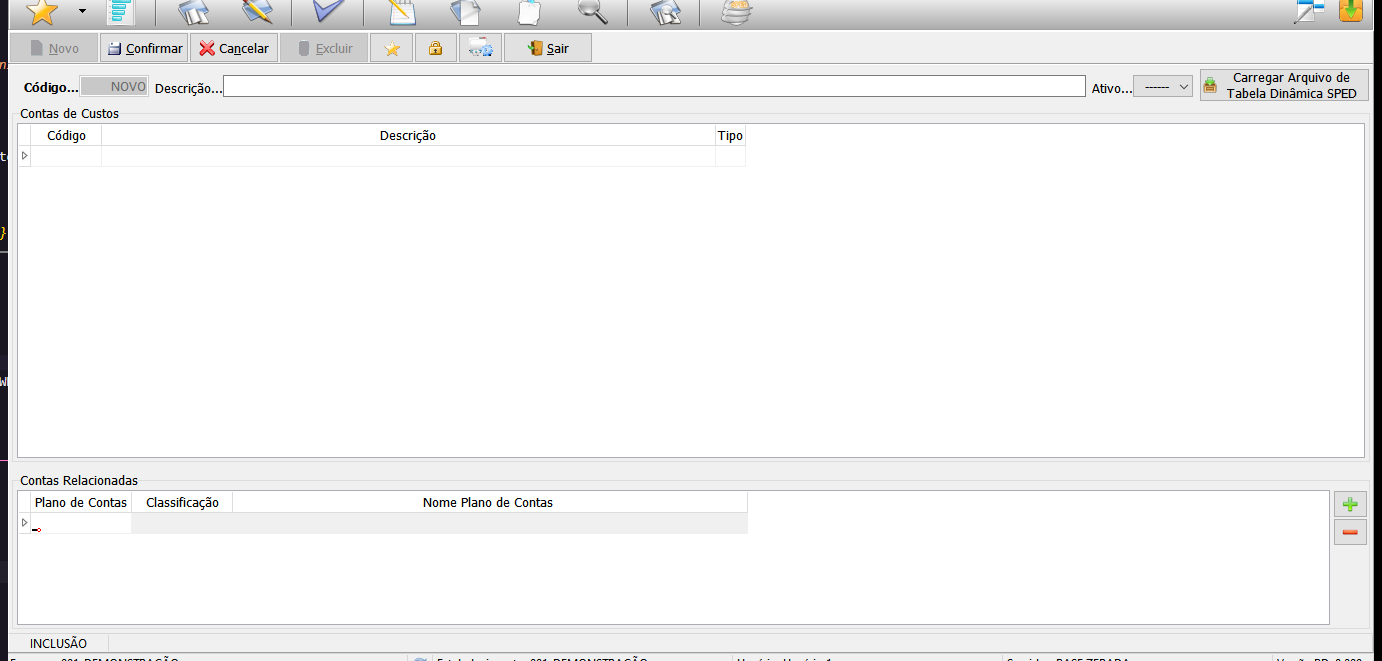 Novo Confirmar Cancelar Excluir Sair
Código... NOVO Descrição... Ativo... ------ Carregar Arquivo de
Tabela Dinâmica SPED
Contas de Custos
Código Descrição Tipo
Contas Relacionadas
Plano de Contas Classificação Nome Plano de Contas
INCLUSÃO